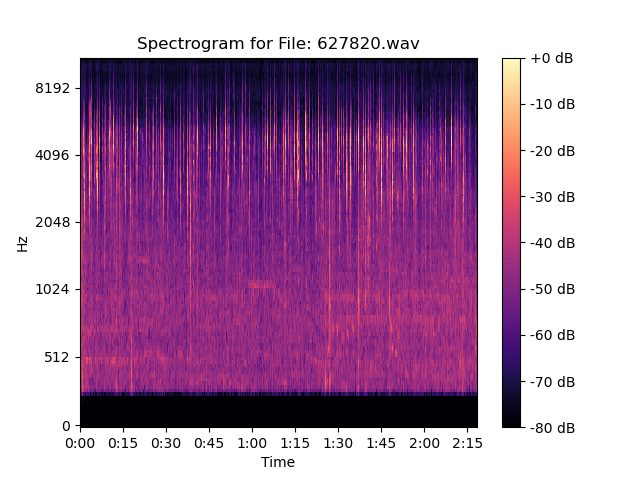 Spectrogram for File: 627820.wav
Hz
8192
4096
2048
1024
512
0
0:00 0:15 0:30 0:45 1:00 1:15 1:30 1:45 2:00 2:15
Time
+0 dB
-10 dB
-20 dB
-30 dB
-40 dB
-50 dB
-60 dB
-70 dB
-80 dB